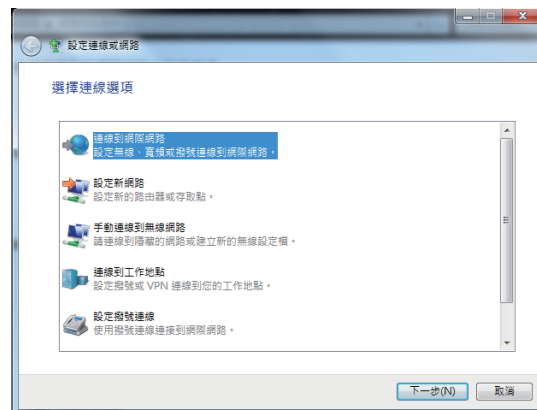 設定連線或網路
選擇連線選項
連線到網際網路
設定無線、寬頻或撥號連線到網際網路。
設定新網路
設定新的路由器或存取點。
手動連線到無線網路
請連線到隱藏的網路或建立新的無線設定檔。
連線到工作地點
設定撥號或 VPN 連線到您的工作地點。
設定撥號連線
使用撥號連線連接到網際網路。
下一步(N) 取消